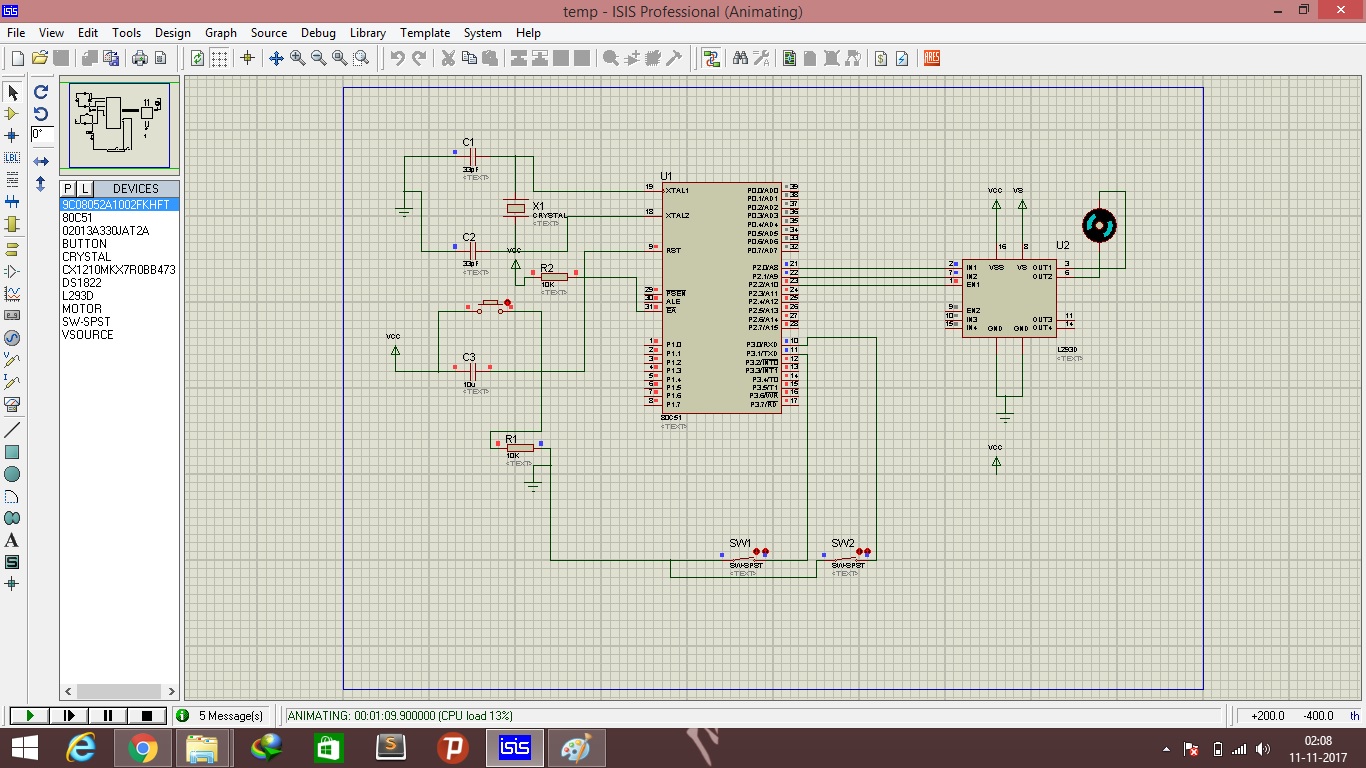 temp - ISIS Professional (Animating)
File View Edit Tools Design Graph Source Debug Library Template System Help
ARES
LBL
0°
P L DEVICES
9C08052A1002FKHFT
80C51
02013A330JAT2A
BUTTON
CRYSTAL
CX1210MKX7R0BB473
DS1822
L293D
MOTOR
SW-SPST
VSOURCE
C1
33pF
<TEXT>
X1
CRYSTAL
<TEXT>
C2
33pF
<TEXT>
VCC
R2
10K
<TEXT>
VCC
C3
10u
<TEXT>
R1
10K
<TEXT>
U1
19 XTAL1
18 XTAL2
9 RST
29 PSEN
30 ALE
31 EA
1 P1.0
2 P1.1
3 P1.2
4 P1.3
5 P1.4
6 P1.5
7 P1.6
8 P1.7
P0.0/AD0 39
P0.1/AD1 38
P0.2/AD2 37
P0.3/AD3 36
P0.4/AD4 35
P0.5/AD5 34
P0.6/AD6 33
P0.7/AD7 32
P2.0/A8 21
P2.1/A9 22
P2.2/A10 23
P2.3/A11 24
P2.4/A12 25
P2.5/A13 26
P2.6/A14 27
P2.7/A15 28
P3.0/RXD 10
P3.1/TXD 11
P3.2/INT0 12
P3.3/INT1 13
P3.4/T0 14
P3.5/T1 15
P3.6/WR 16
P3.7/RD 17
80C51
<TEXT>
VCC VS
16 8
U2
2 IN1 VSS VS OUT1 3
7 IN2 OUT2 6
1 EN1
9 EN2
10 IN3 OUT3 11
15 IN4 GND GND OUT4 14
L293D
<TEXT>
VCC
SW1
SW-SPST
<TEXT>
SW2
SW-SPST
<TEXT>
5 Message(s)
ANIMATING: 00:01:09.900000 (CPU load 13%)
+200.0 -400.0 th
isis
02:08
11-11-2017